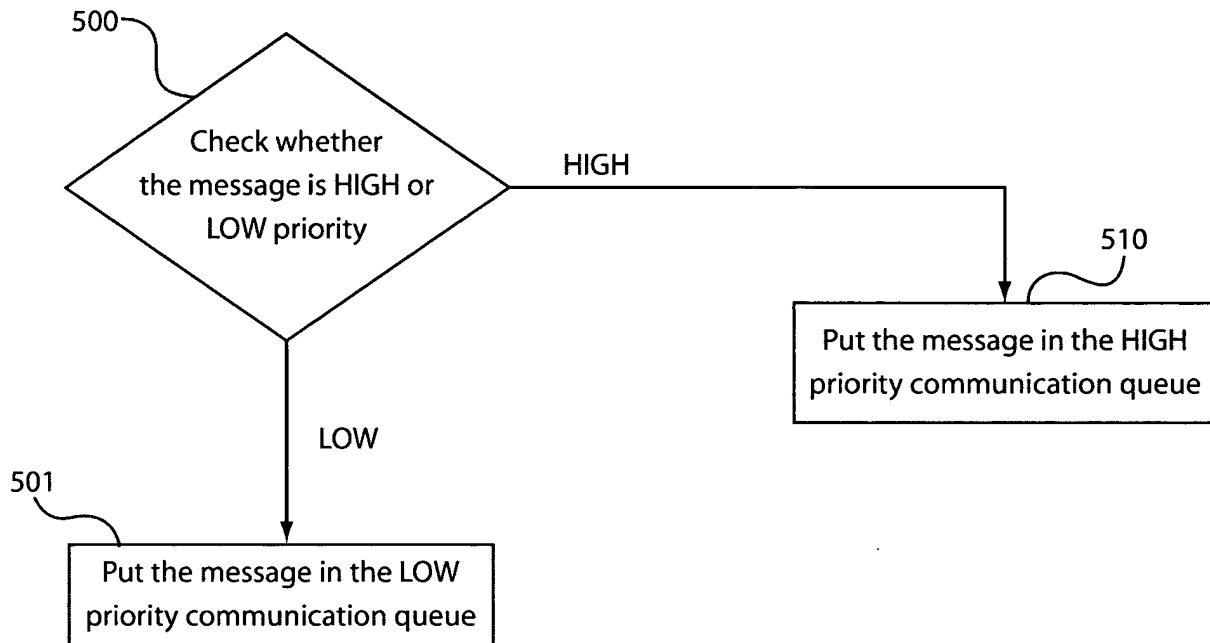 500
Check whether
the message is HIGH or
LOW priority
HIGH
510
Put the message in the HIGH
priority communication queue
LOW
501
Put the message in the LOW
priority communication queue